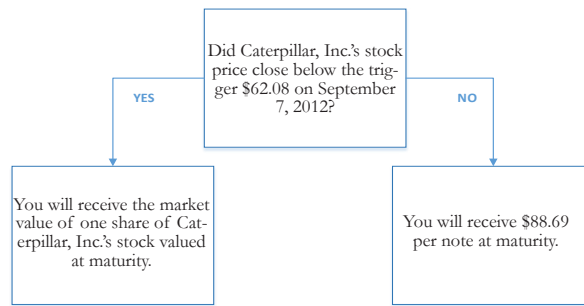 Did Caterpillar, Inc.'s stock
price close below the trig-
ger $62.08 on September
7, 2012?
YES
NO
You will receive the market
value of one share of Cat-
erpillar, Inc.'s stock valued
at maturity.
You will receive $88.69
per note at maturity.